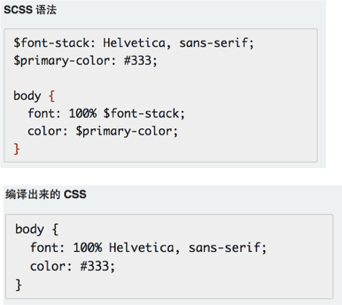 SCSS 语法
$font-stack: Helvetica, sans-serif;
$primary-color: #333;
body {
font: 100% $font-stack;
color: $primary-color;
}
编译出来的 CSS
body {
font: 100% Helvetica, sans-serif;
color: #333;
}